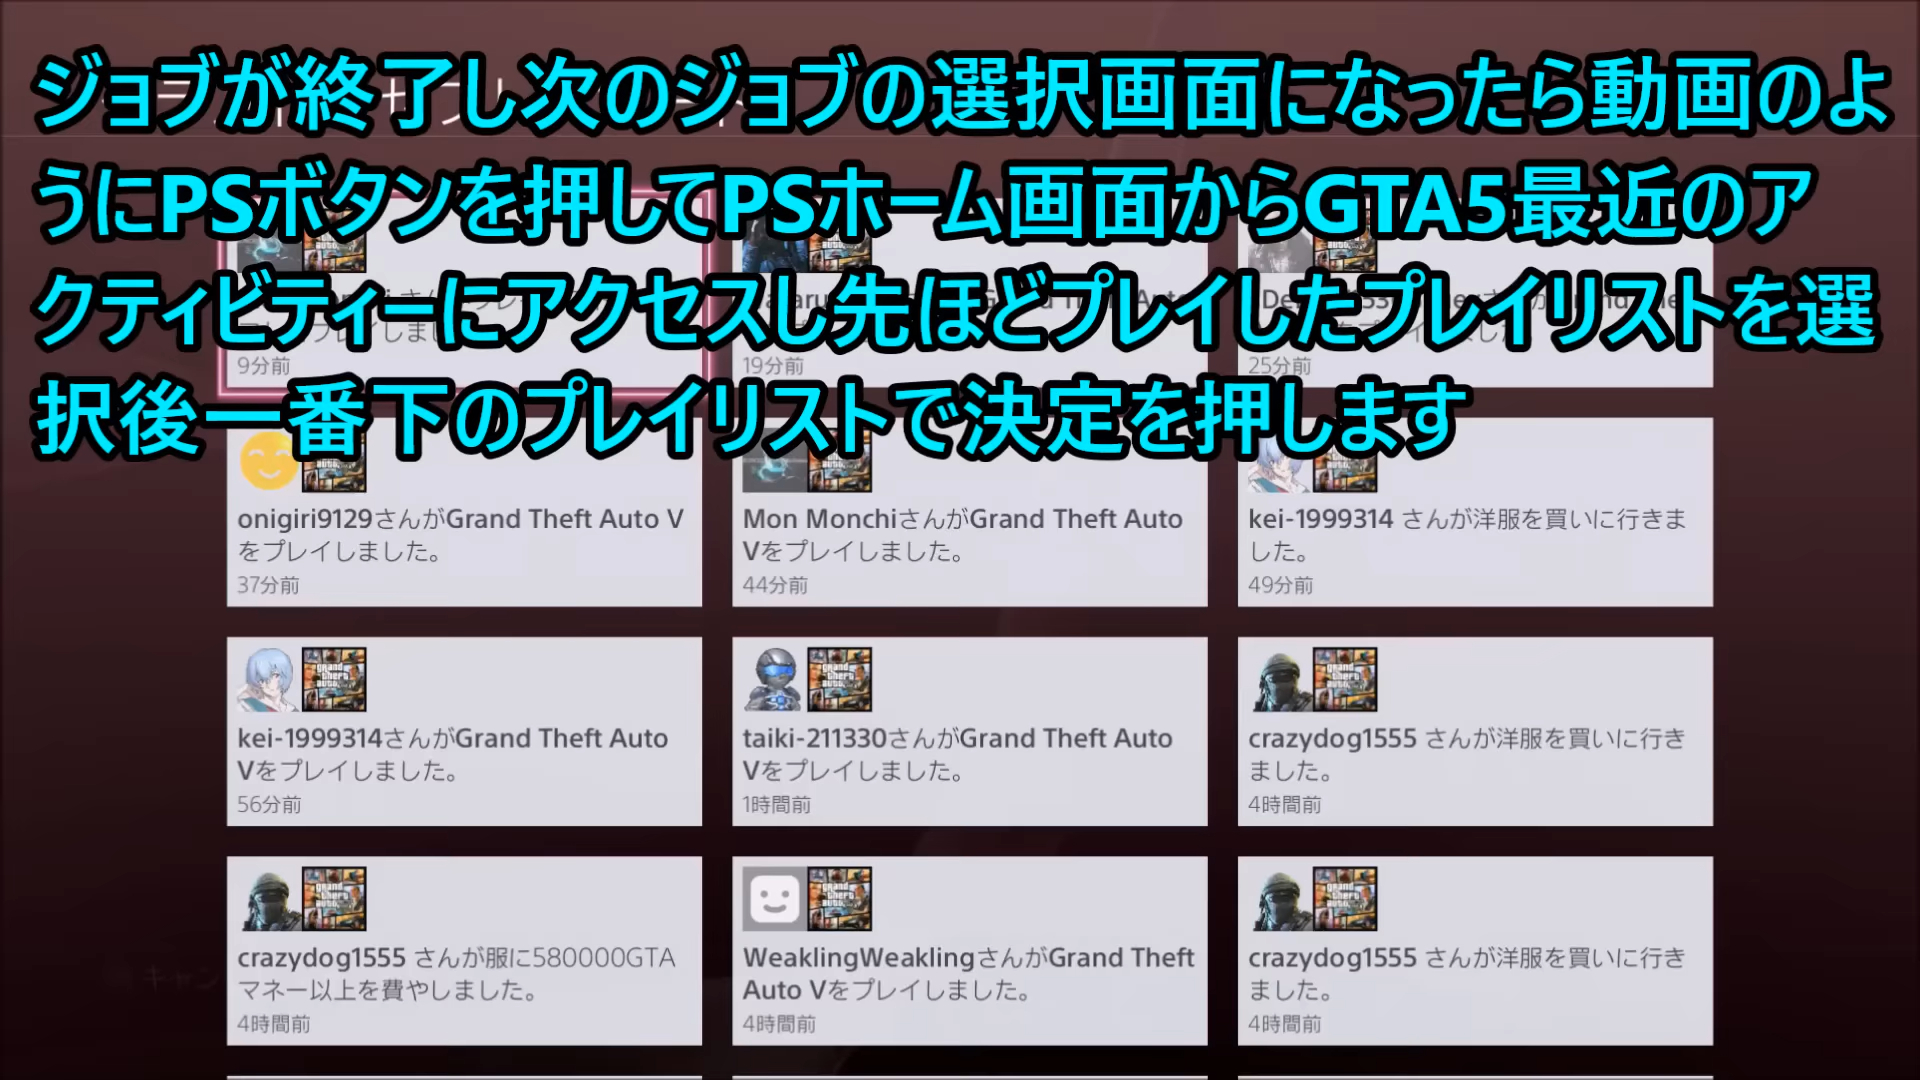 ジョブが終了し次のジョブの選択画面になったら動画のよ
うにPSボタンを押してPSホーム画面からGTA5最近のア
クティビティーにアクセスし先ほどプレイしたプレイリストを選
択後一番下のプレイリストで決定を押します
9分前
19分前
25分前
onigiri9129さんがGrand Theft Auto V
をプレイしました。
37分前
Mon MonchiさんがGrand Theft Auto
Vをプレイしました。
44分前
kei-1999314 さんが洋服を買いに行きま
した。
49分前
kei-1999314さんがGrand Theft Auto
Vをプレイしました。
56分前
taiki-211330さんがGrand Theft Auto
Vをプレイしました。
1時間前
crazydog1555 さんが洋服を買いに行き
ました。
4時間前
crazydog1555 さんが服に580000GTA
マネー以上を費やしました。
4時間前
WeaklingWeaklingさんがGrand Theft
Auto Vをプレイしました。
4時間前
crazydog1555 さんが洋服を買いに行き
ました。
4時間前